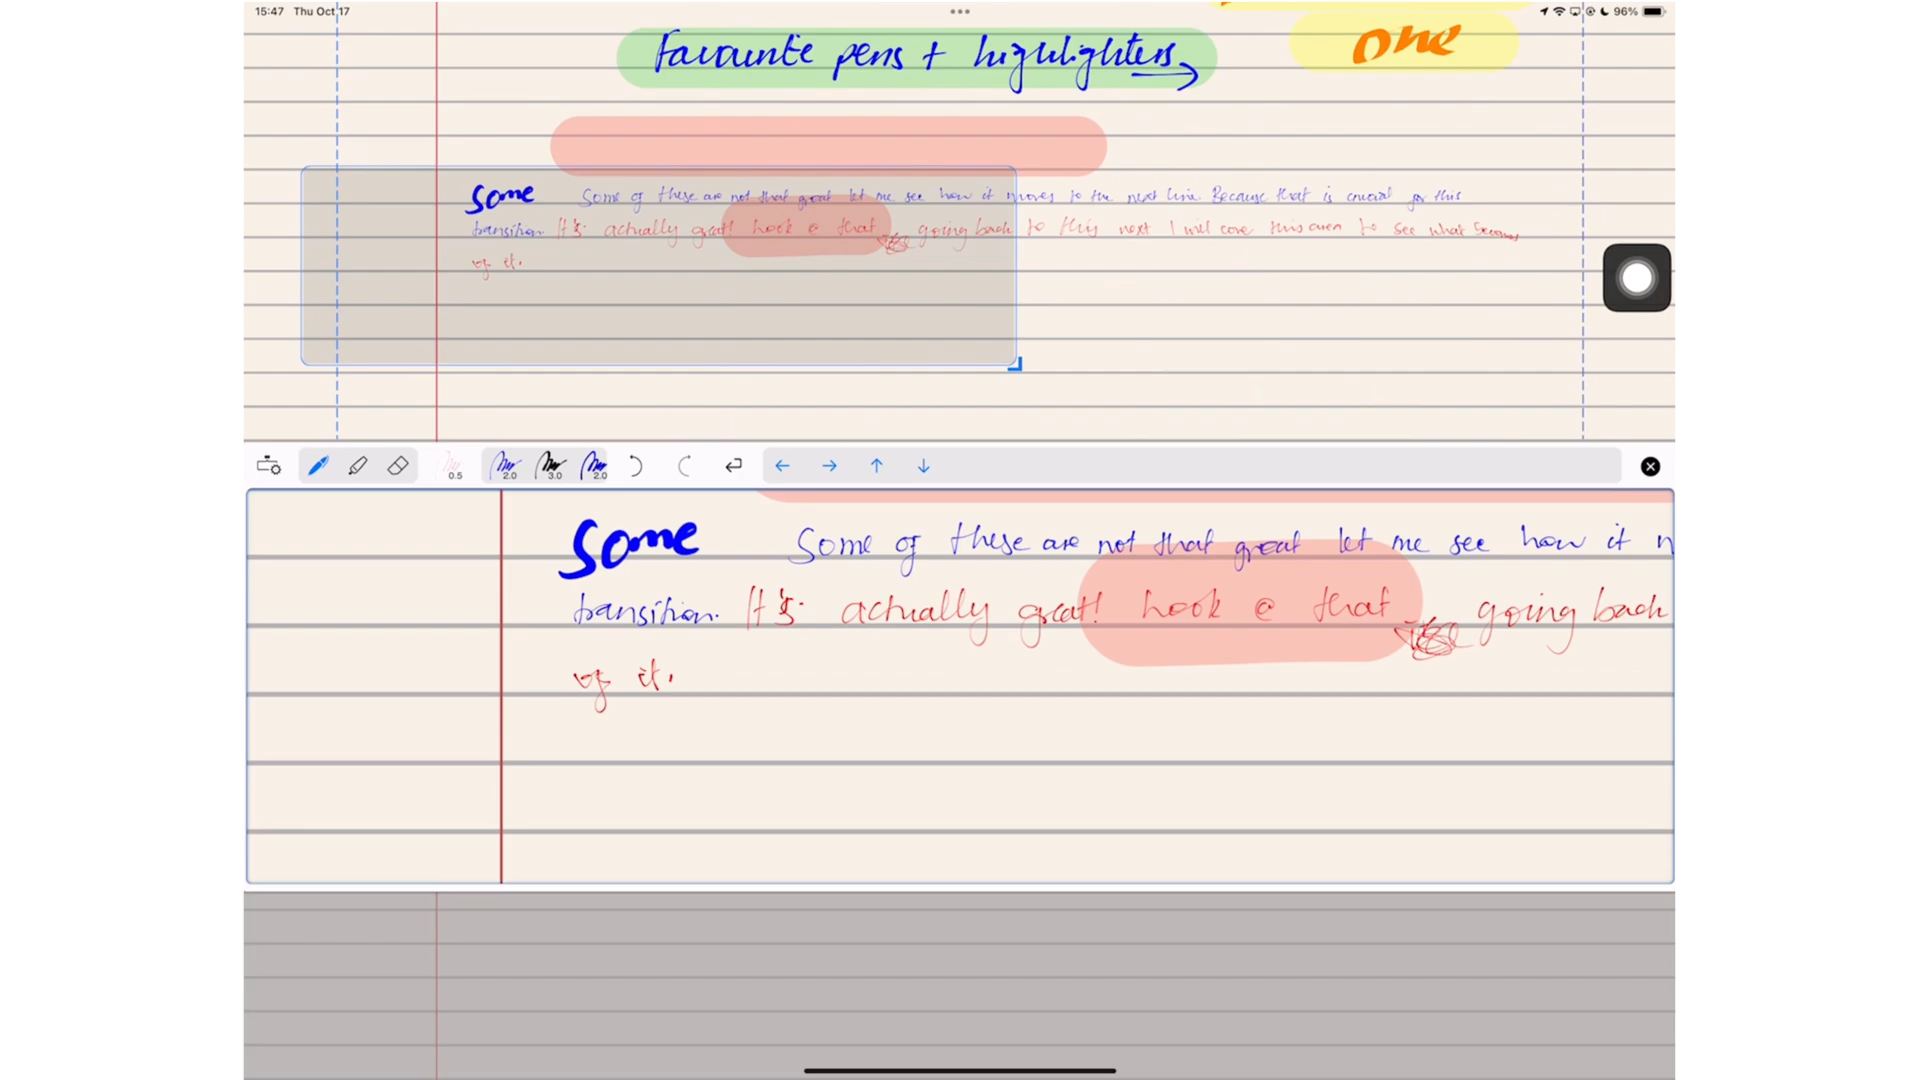 15:47 Thu Oct 17
96%
one
Favourite pens + highlighters
Some Some of these are not that great let me see how it moves to the next line Because that is crucial for this
transition. It's actually great! Look @ that going back to this next I will cove this over to see what becomes
of it.
0.5 2.0 3.0 2.0
Some Some of these are not that great let me see how it n
transition. It's actually great! Look @ that going back
of it.